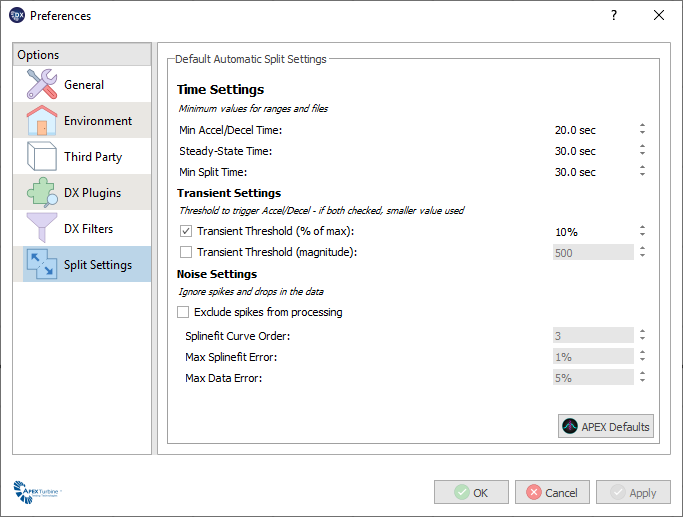 DX
Preferences
?
Options
General
Environment
Third Party
DX Plugins
DX Filters
Split Settings
Default Automatic Split Settings
Time Settings
Minimum values for ranges and files
Min Accel/Decel Time: 20.0 sec
Steady-State Time: 30.0 sec
Min Split Time: 30.0 sec
Transient Settings
Threshold to trigger Accel/Decel - if both checked, smaller value used
Transient Threshold (% of max): 10%
Transient Threshold (magnitude): 500
Noise Settings
Ignore spikes and drops in the data
Exclude spikes from processing
Splinefit Curve Order: 3
Max Splinefit Error: 1%
Max Data Error: 5%
APEX Defaults
APEXTurbine
OK
Cancel
Apply